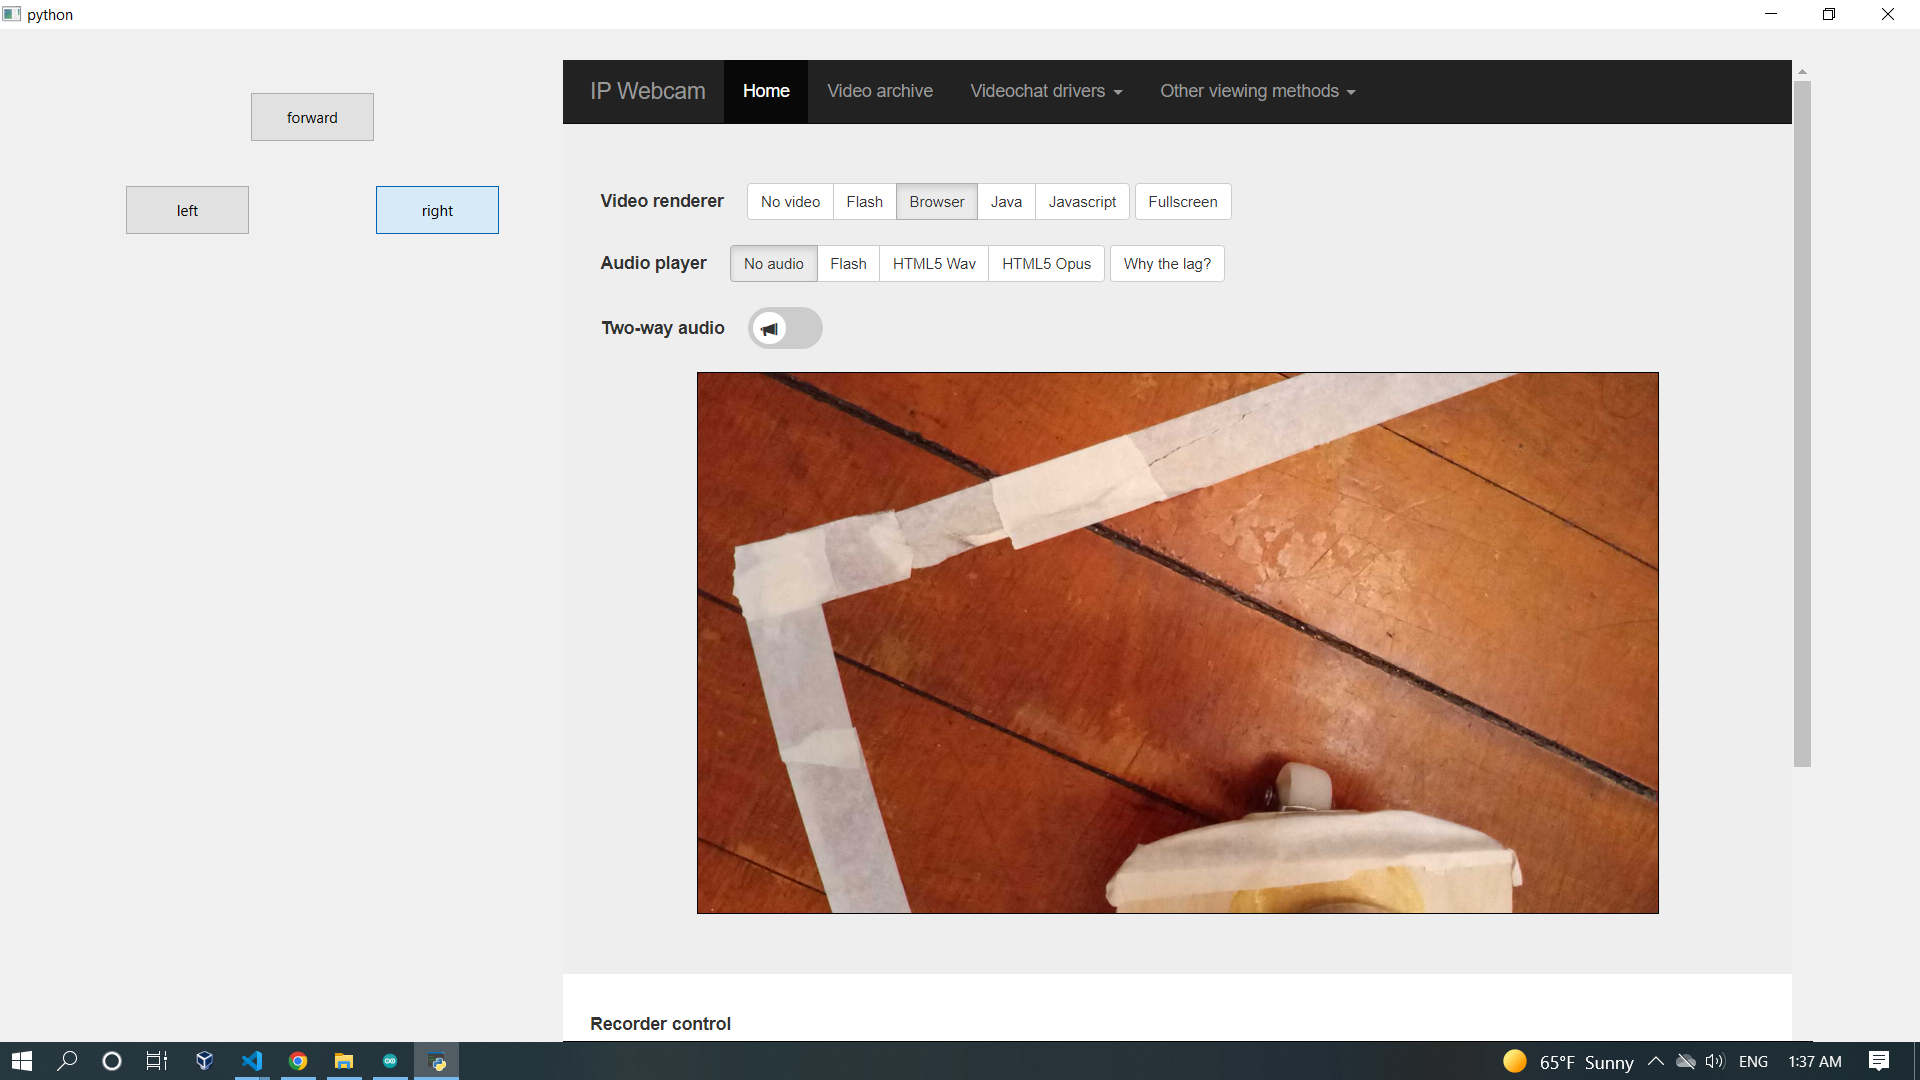 python
forward
left
right
IP Webcam Home Video archive Videochat drivers Other viewing methods
Video renderer No video Flash Browser Java Javascript Fullscreen
Audio player No audio Flash HTML5 Wav HTML5 Opus Why the lag?
Two-way audio
Recorder control
65°F Sunny ENG 1:37 AM